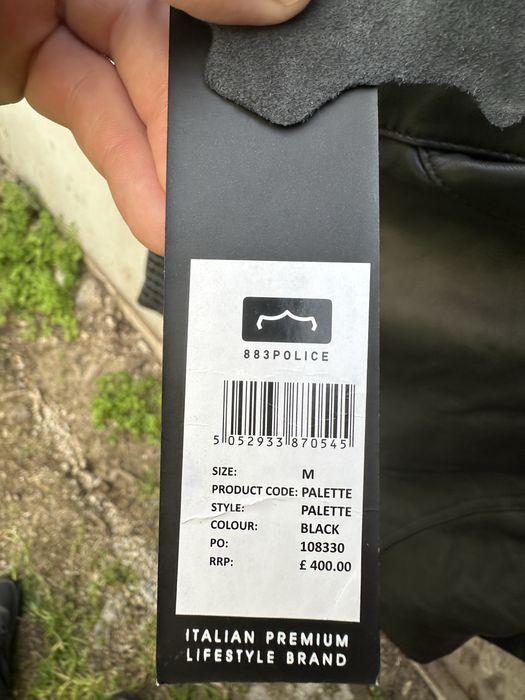 883POLICE
5 052933 870545
SIZE: M
PRODUCT CODE: PALETTE
STYLE: PALETTE
COLOUR: BLACK
PO: 108330
RRP: £ 400.00
ITALIAN PREMIUM
LIFESTYLE BRAND